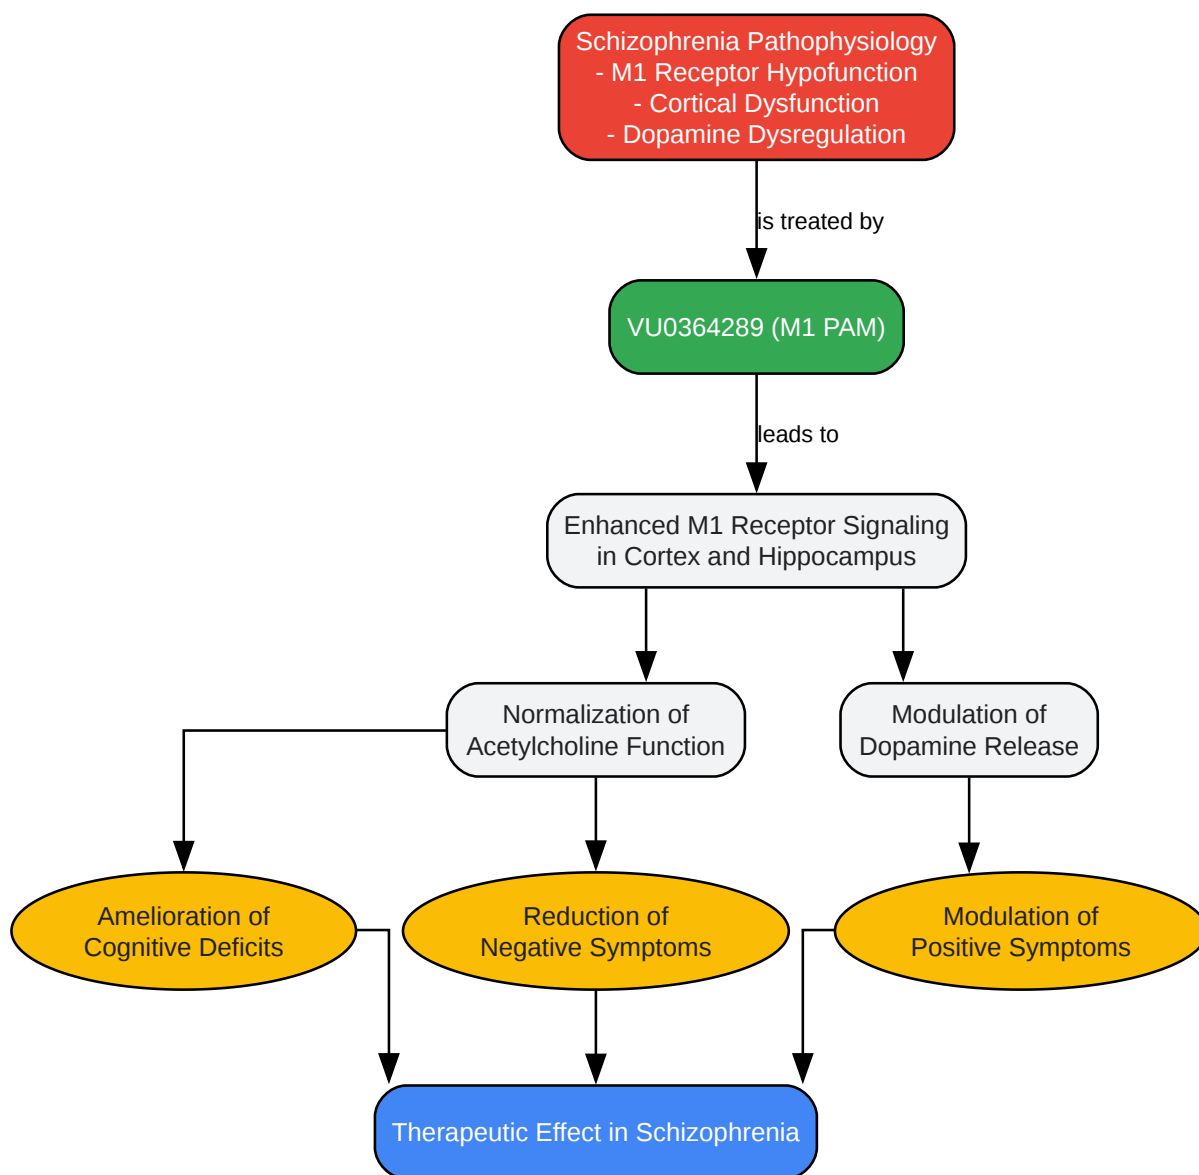 Schizophrenia Pathophysiology
- M1 Receptor Hypofunction
- Cortical Dysfunction
- Dopamine Dysregulation
is treated by
VU0364289 (M1 PAM)
leads to
Enhanced M1 Receptor Signaling
in Cortex and Hippocampus
Normalization of
Acetylcholine Function
Modulation of
Dopamine Release
Amelioration of
Cognitive Deficits
Reduction of
Negative Symptoms
Modulation of
Positive Symptoms
Therapeutic Effect in Schizophrenia